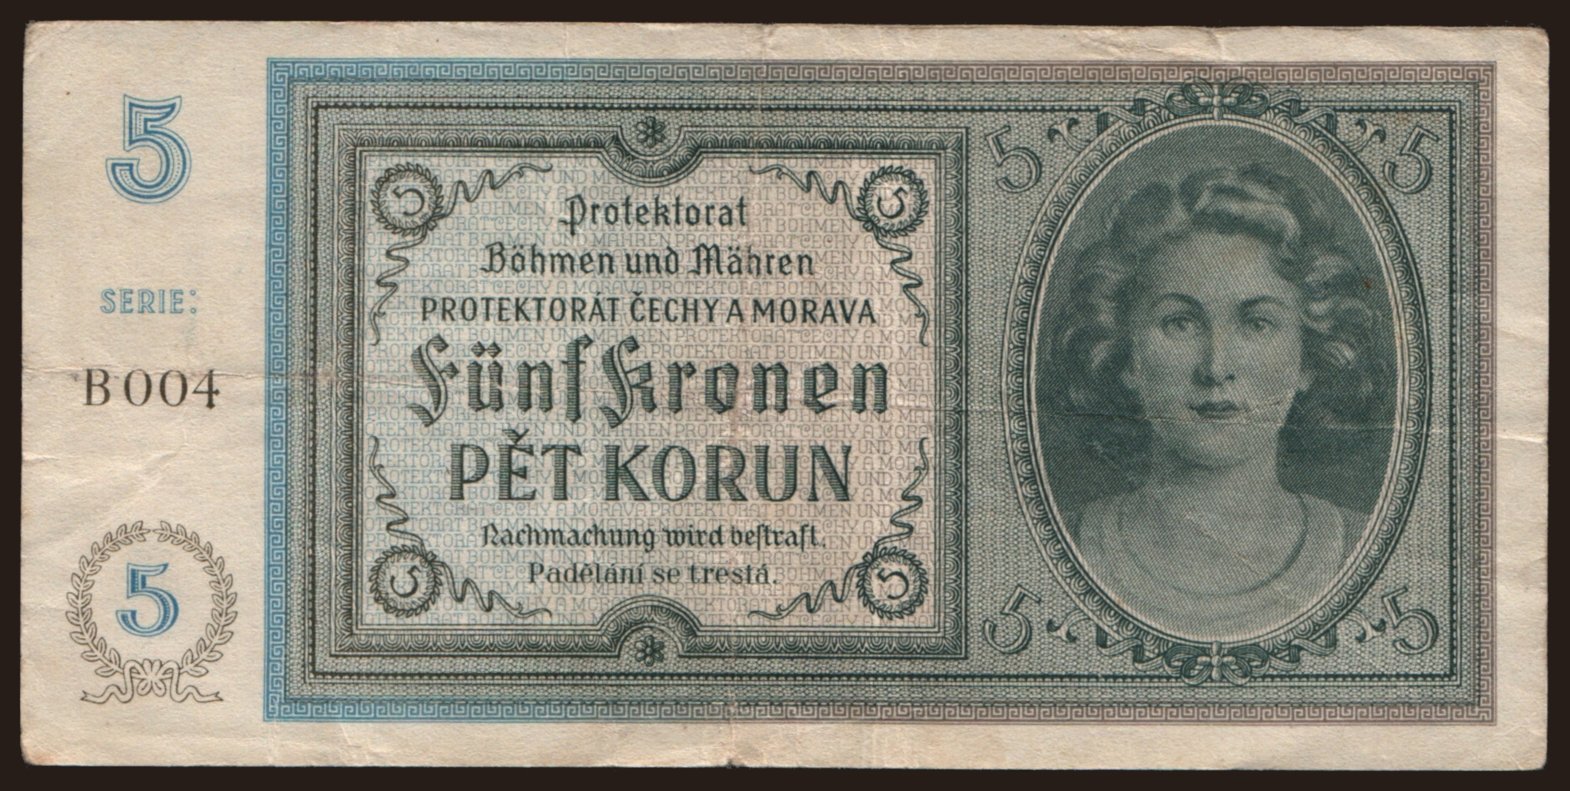 5
SERIE:
B 004
5
5 5
Protektorat
Böhmen und Mähren
PROTEKTORÁT ČECHY A MORAVA
Fünf Kronen
PĚT KORUN
Nachmachung wird bestraft.
Padělání se trestá.
5 5
5 5
5 5